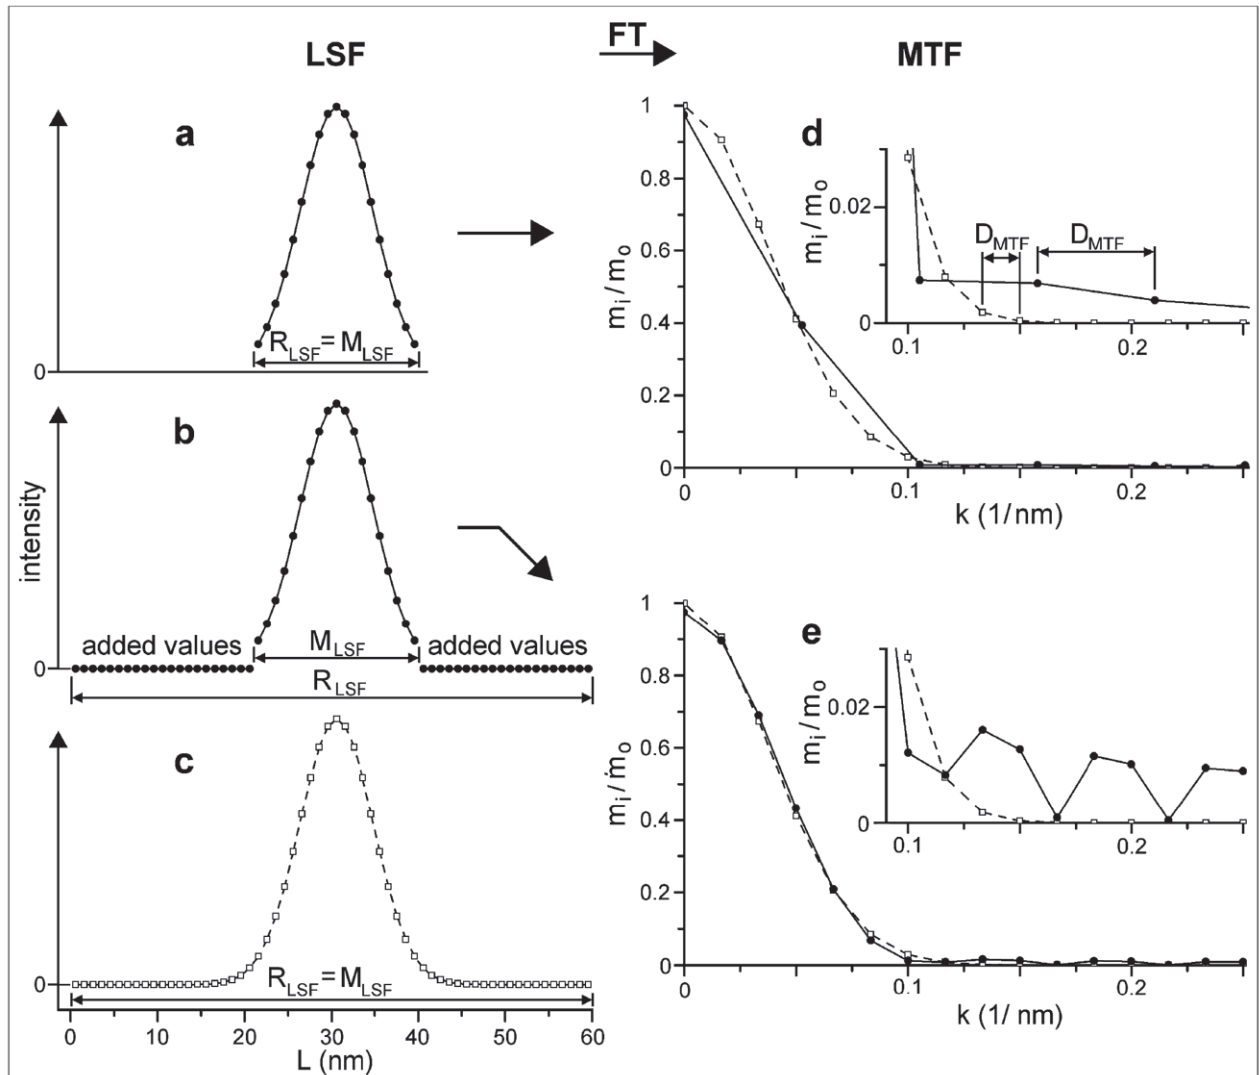 LSF
FT
MTF
a
R_LSF = M_LSF
0
b
intensity
added values
M_LSF
added values
R_LSF
0
c
R_LSF = M_LSF
0
0 10 20 30 40 50 60
L (nm)
d
m_i/m_o
1
0.8
0.6
0.4
0.2
0
0 0.1 0.2
k (1/nm)
m_i/m_o
0.02
0
D_MTF D_MTF
0.1 0.2
e
m_i/m_o
1
0.8
0.6
0.4
0.2
0
0 0.1 0.2
k (1/nm)
m_i/m_o
0.02
0
0.1 0.2